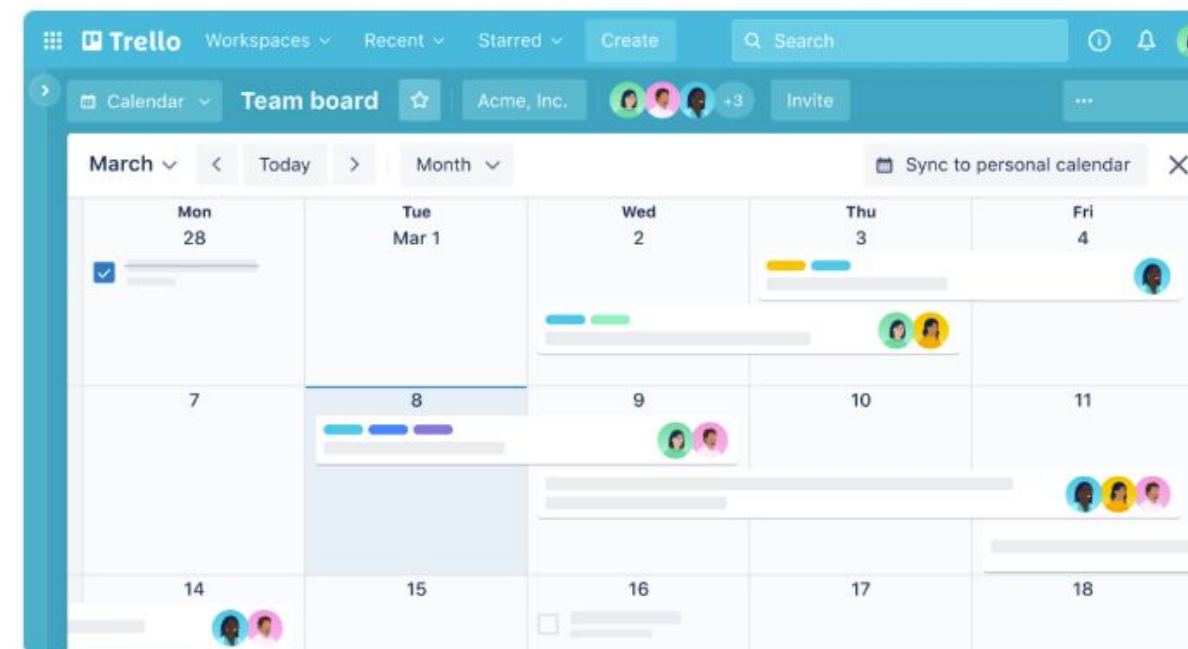 Trello Workspaces Recent Starred Create Search
Calendar Team board Acme, Inc. +3 Invite ...
March < Today > Month Sync to personal calendar
Mon Tue Wed Thu Fri
28 Mar 1 2 3 4
7 8 9 10 11
14 15 16 17 18